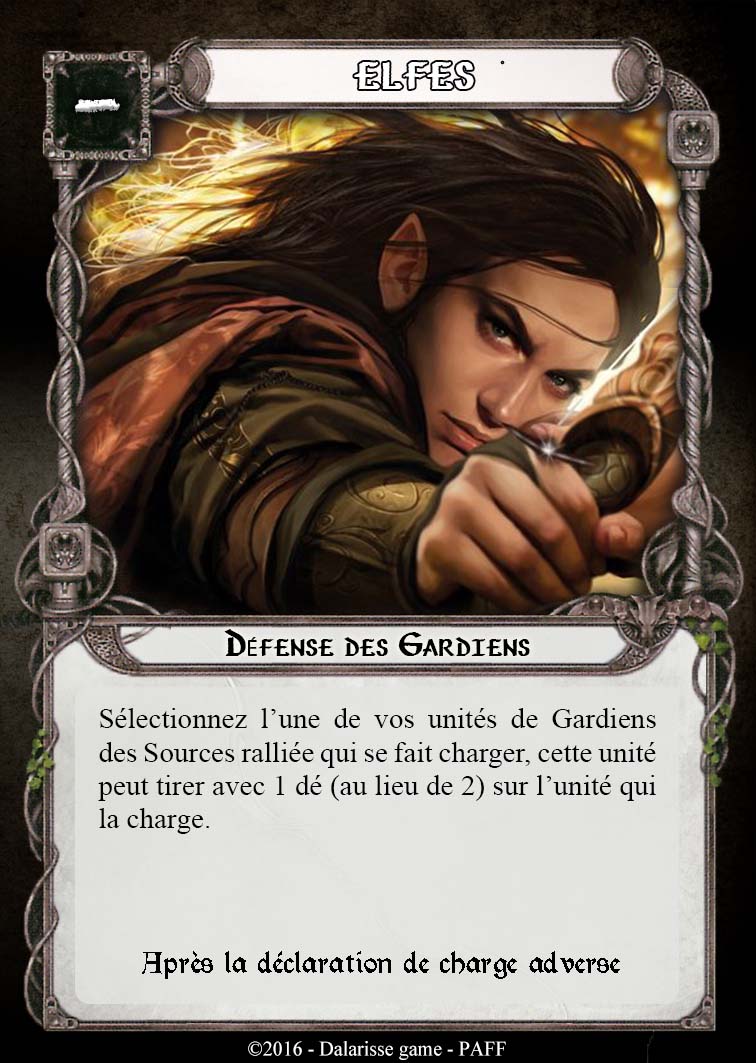 ELFES
-
Défense des Gardiens
Sélectionnez l’une de vos unités de Gardiens
des Sources ralliée qui se fait charger, cette unité
peut tirer avec 1 dé (au lieu de 2) sur l’unité qui
la charge.
Après la déclaration de charge adverse
©2016 - Dalarisse game - PAFF